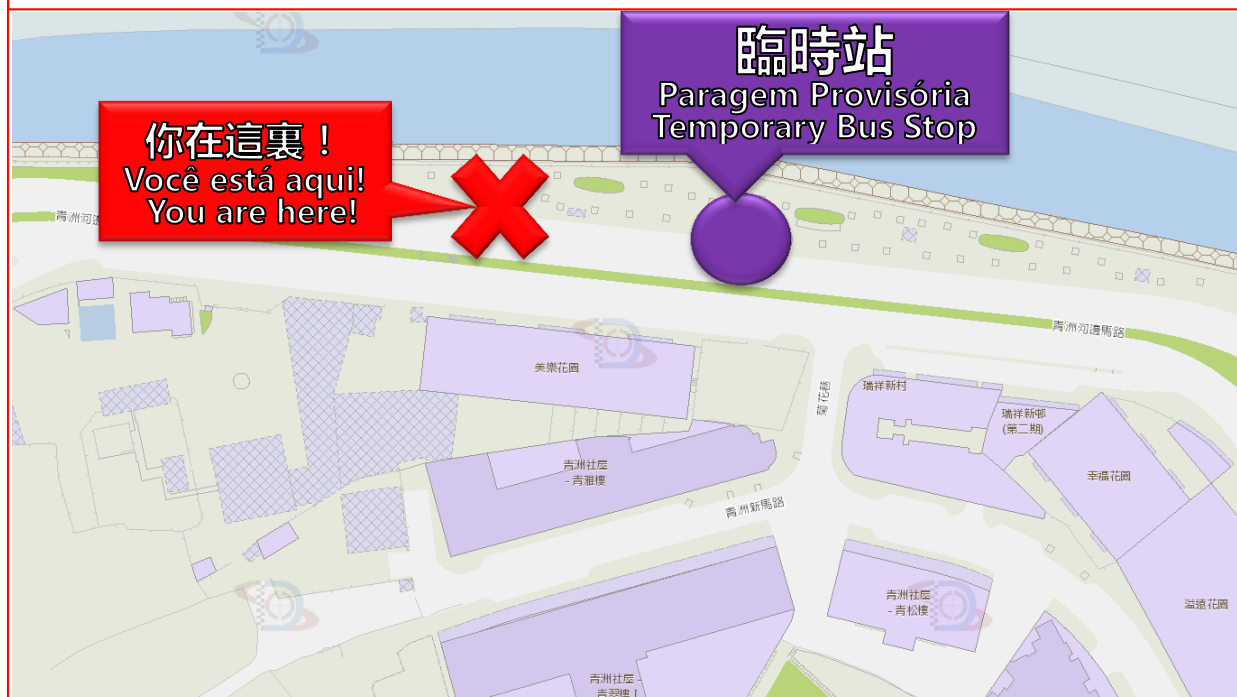 臨時站
Paragem Provisória
Temporary Bus Stop
你在這裏！
Você está aqui!
You are here!
青洲河邊
青洲河邊馬路
美樂花園
菊花巷
瑞祥新村
瑞祥新邨
(第二期)
幸福花園
青洲社屋
- 青雅樓
青洲新馬路
青洲社屋
- 青松樓
溢遠花園
青洲社屋 -
青翠樓 I